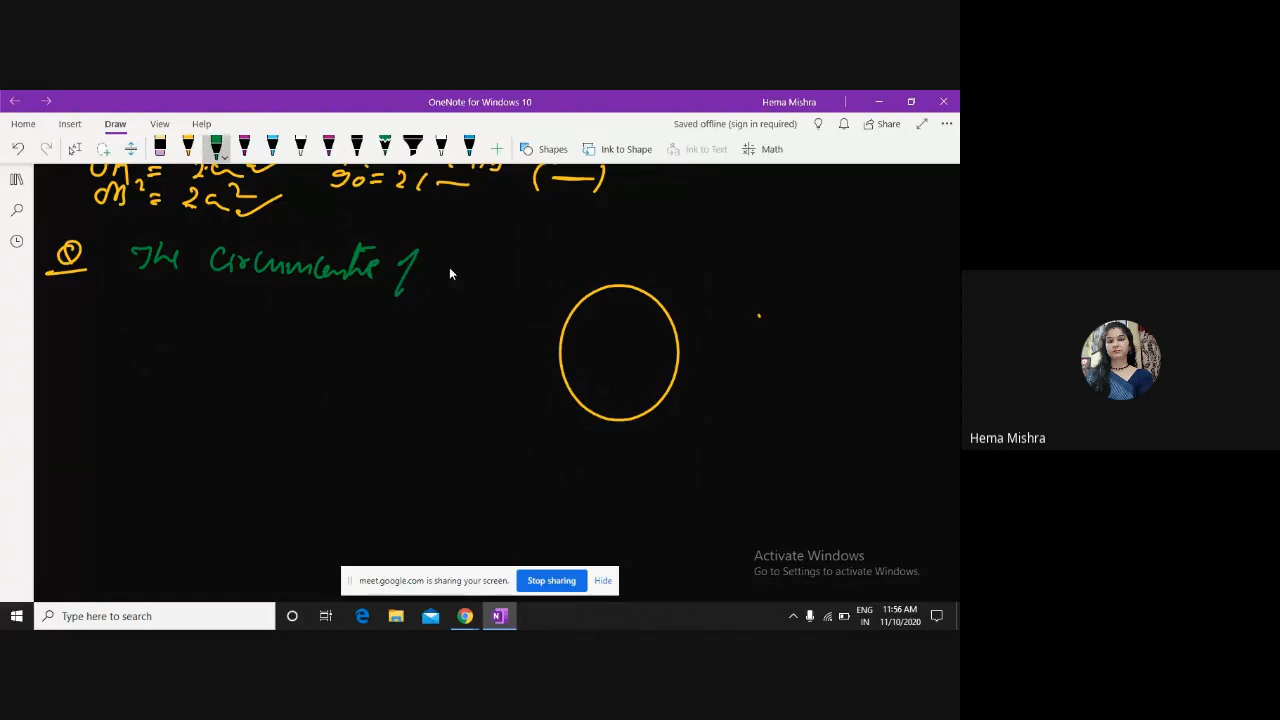 OneNote for Windows 10
Hema Mishra
Home Insert Draw View Help
Saved offline (sign in required)
Share
Shapes Ink to Shape Ink to Text Math
= 2a²
90 = 2
= 2a²
Q The Circumcentre of
Hema Mishra
Activate Windows
Go to Settings to activate Windows.
meet.google.com is sharing your screen. Stop sharing Hide
Type here to search
ENG
IN
11:56 AM
11/10/2020